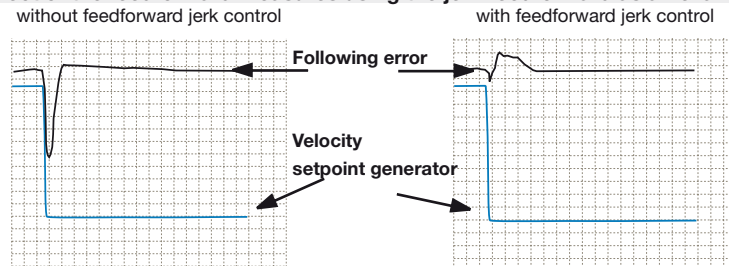 without feedforward jerk control
with feedforward jerk control
Following error
Velocity
setpoint generator